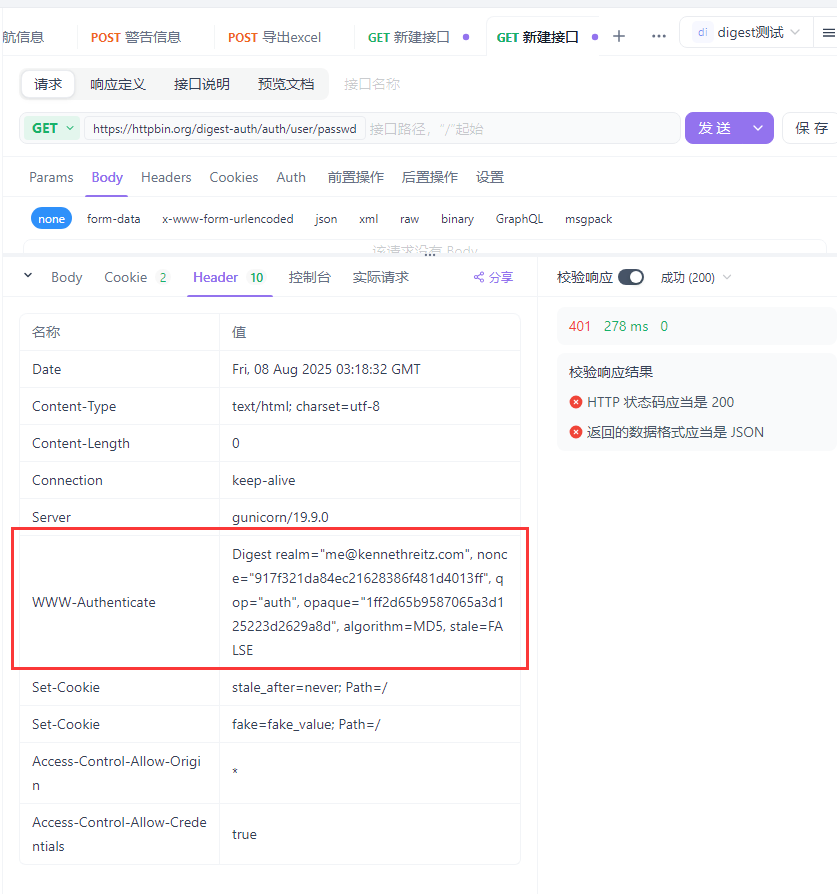 航信息 POST 警告信息 POST 导出excel GET 新建接口 GET 新建接口 di digest测试
请求 响应定义 接口说明 预览文档 接口名称
GET https://httpbin.org/digest-auth/auth/user/passwd 接口路径，“/”起始 发 送 保 存
Params Body Headers Cookies Auth 前置操作 后置操作 设置
none form-data x-www-form-urlencoded json xml raw binary GraphQL msgpack
该请求没有 Body
Body Cookie 2 Header 10 控制台 实际请求 分享 校验响应 成功 (200)
401 278 ms 0
校验响应结果
HTTP 状态码应当是 200
返回的数据格式应当是 JSON
名称 值
Date Fri, 08 Aug 2025 03:18:32 GMT
Content-Type text/html; charset=utf-8
Content-Length 0
Connection keep-alive
Server gunicorn/19.9.0
WWW-Authenticate
Digest realm="me@kennethreitz.com", nonc
e="917f321da84ec21628386f481d4013ff", q
op="auth", opaque="1ff2d65b9587065a3d1
25223d2629a8d", algorithm=MD5, stale=FA
LSE
Set-Cookie stale_after=never; Path=/
Set-Cookie fake=fake_value; Path=/
Access-Control-Allow-Origi
n
*
Access-Control-Allow-Crede
ntials
true